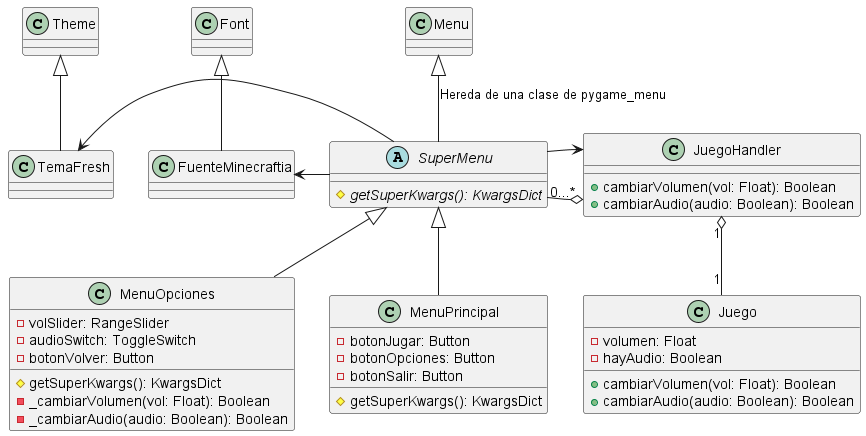 C Theme
C Font
C Menu
Hereda de una clase de pygame_menu
C TemaFresh
C FuenteMinecraftia
A SuperMenu
getSuperKwargs(): KwargsDict
0...*
C JuegoHandler
cambiarVolumen(vol: Float): Boolean
cambiarAudio(audio: Boolean): Boolean
1
1
C MenuOpciones
volSlider: RangeSlider
audioSwitch: ToggleSwitch
botonVolver: Button
getSuperKwargs(): KwargsDict
_cambiarVolumen(vol: Float): Boolean
_cambiarAudio(audio: Boolean): Boolean
C MenuPrincipal
botonJugar: Button
botonOpciones: Button
botonSalir: Button
getSuperKwargs(): KwargsDict
C Juego
volumen: Float
hayAudio: Boolean
cambiarVolumen(vol: Float): Boolean
cambiarAudio(audio: Boolean): Boolean